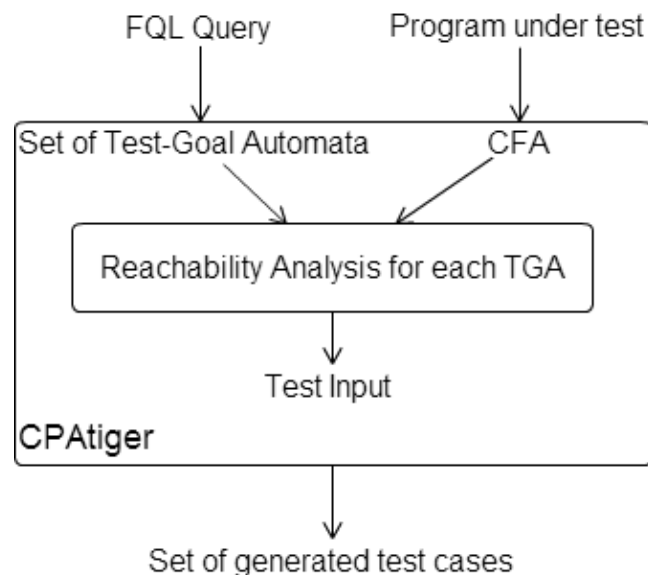 FQL Query
Program under test
Set of Test-Goal Automata
CFA
Reachability Analysis for each TGA
Test Input
CPAtiger
Set of generated test cases